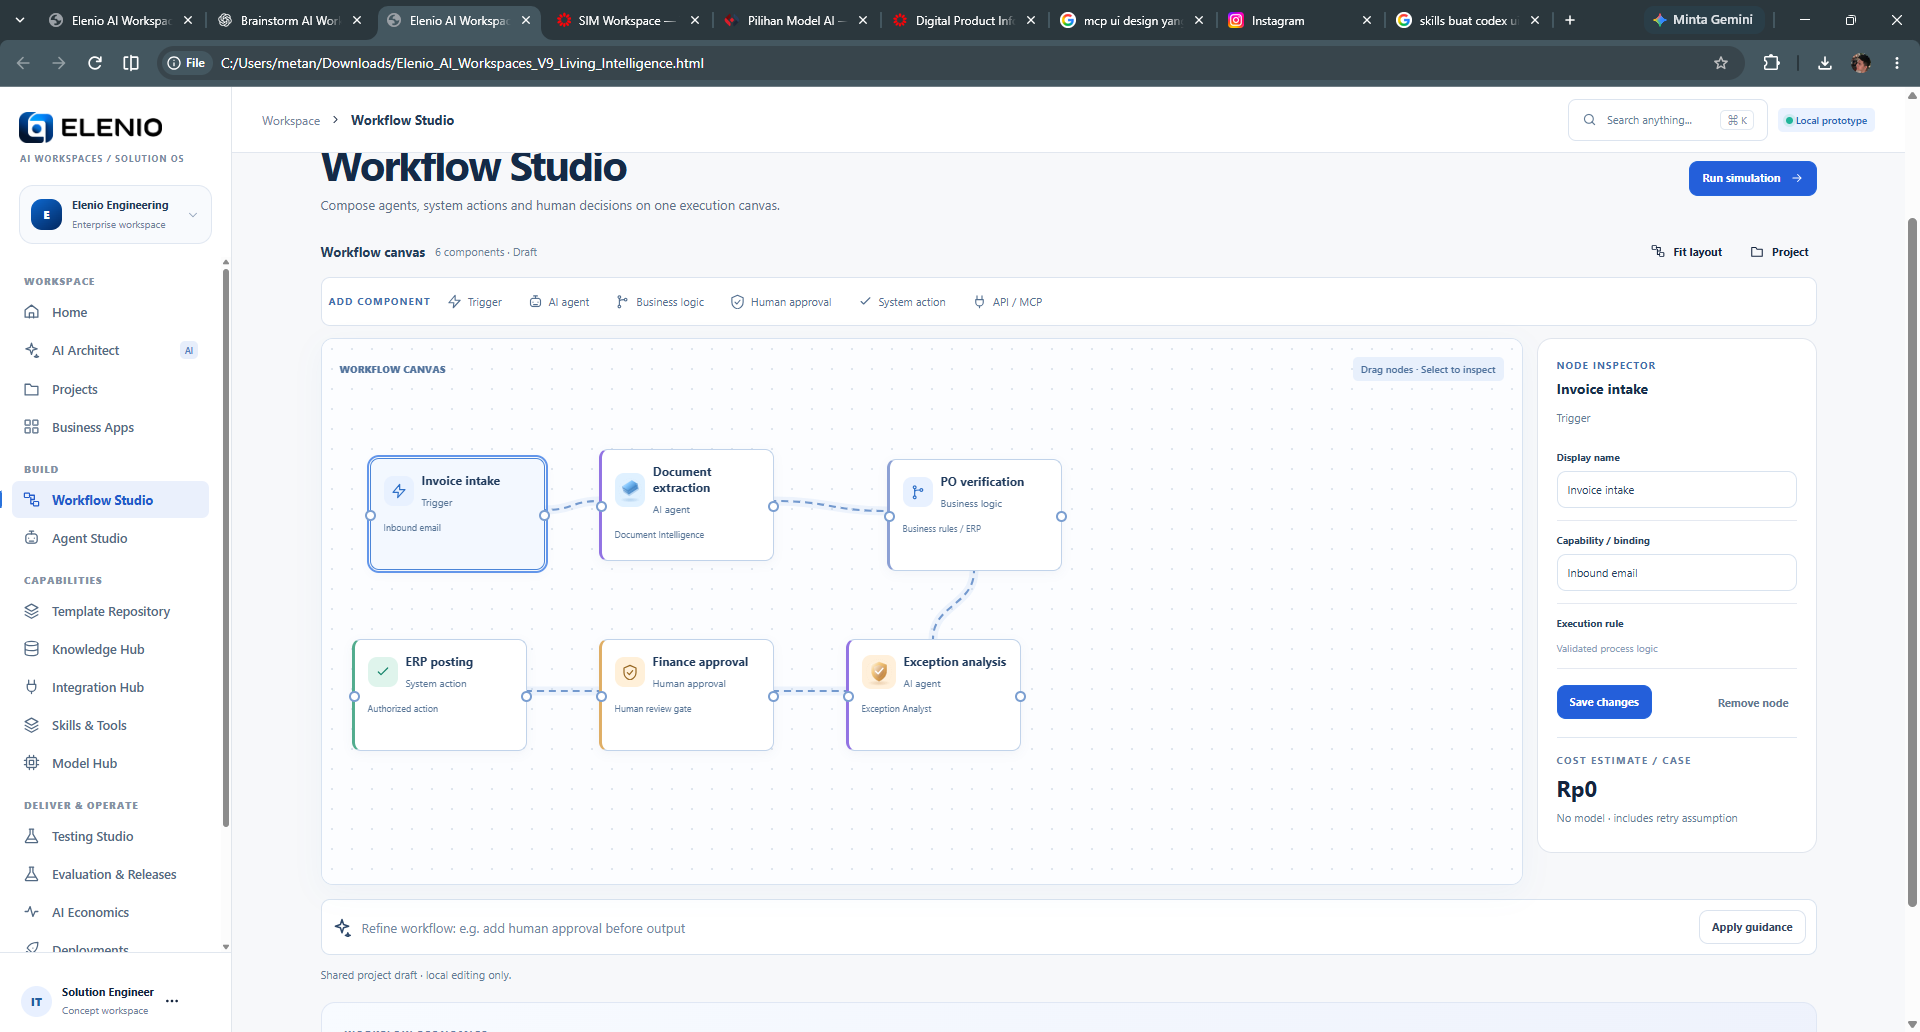 Elenio AI Workspa
Brainstorm AI Wor
Elenio AI Workspac
SIM Workspace —
Pilihan Model AI –
Digital Product Inf
mcp ui design yan
Instagram
skills buat codex u
Minta Gemini
File
C:/Users/metan/Downloads/Elenio_AI_Workspaces_V9_Living_Intelligence.html
ELENIO
AI WORKSPACES / SOLUTION OS
E
Elenio Engineering
Enterprise workspace
WORKSPACE
Home
AI Architect
AI
Projects
Business Apps
BUILD
Workflow Studio
Agent Studio
CAPABILITIES
Template Repository
Knowledge Hub
Integration Hub
Skills & Tools
Model Hub
DELIVER & OPERATE
Testing Studio
Evaluation & Releases
AI Economics
Deployments
IT
Solution Engineer
Concept workspace
Workspace > Workflow Studio
Search anything...
⌘ K
Local prototype
Workflow Studio
Compose agents, system actions and human decisions on one execution canvas.
Run simulation →
Workflow canvas
6 components · Draft
Fit layout
Project
ADD COMPONENT
Trigger
AI agent
Business logic
Human approval
System action
API / MCP
WORKFLOW CANVAS
Drag nodes · Select to inspect
Invoice intake
Trigger
Inbound email
Document
extraction
AI agent
Document Intelligence
PO verification
Business logic
Business rules / ERP
ERP posting
System action
Authorized action
Finance approval
Human approval
Human review gate
Exception analysis
AI agent
Exception Analyst
NODE INSPECTOR
Invoice intake
Trigger
Display name
Invoice intake
Capability / binding
Inbound email
Execution rule
Validated process logic
Save changes
Remove node
COST ESTIMATE / CASE
Rp0
No model · includes retry assumption
Refine workflow: e.g. add human approval before output
Apply guidance
Shared project draft · local editing only.